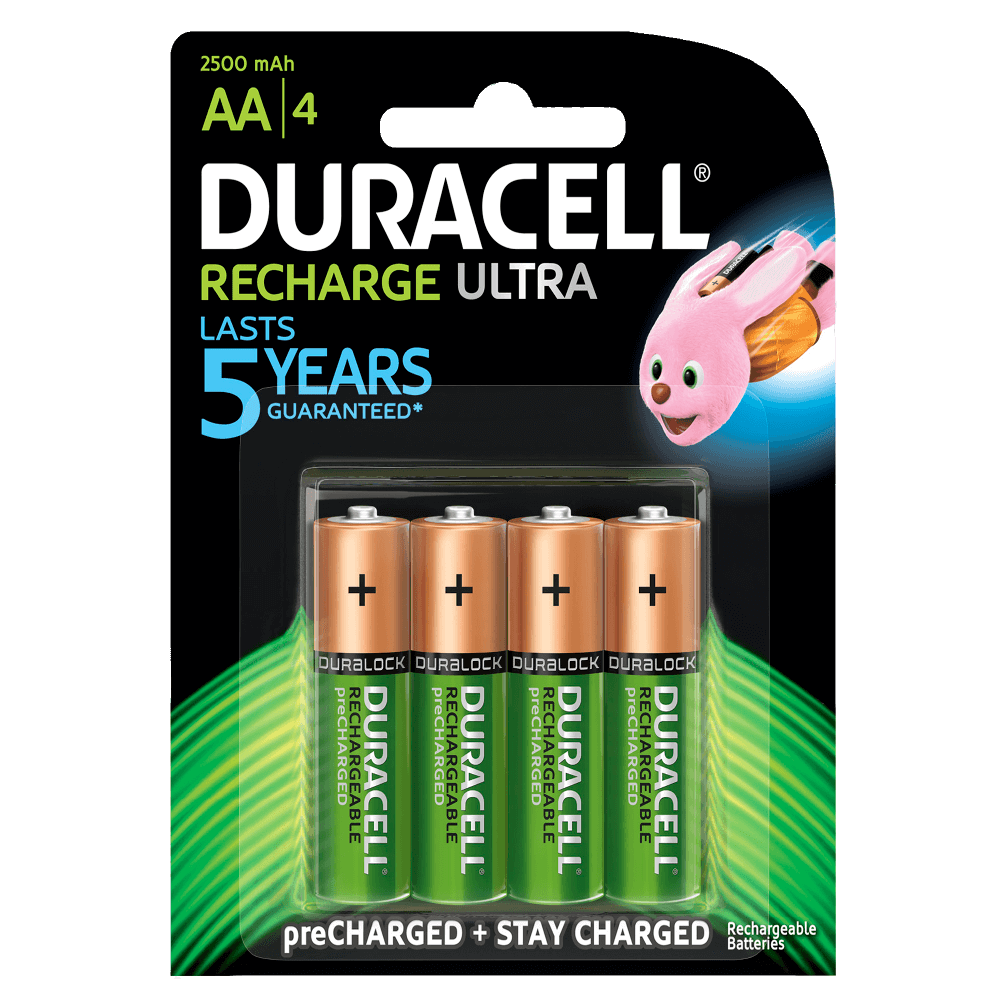 2500 mAh
AA|4
DURACELL®
RECHARGE ULTRA
LASTS
5 YEARS
GUARANTEED*
+ + + +
DURALOCK DURALOCK DURALOCK DURALOCK
DURACELL®
RECHARGEABLE
preCHARGED
DURACELL®
RECHARGEABLE
preCHARGED
DURACELL®
RECHARGEABLE
preCHARGED
DURACELL®
RECHARGEABLE
preCHARGED
preCHARGED + STAY CHARGED
Rechargeable
Batteries